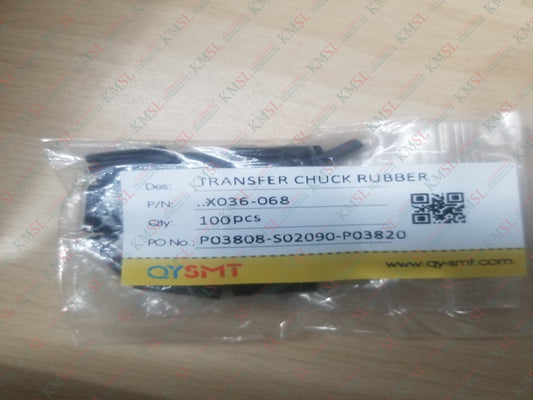 Des: TRANSFER CHUCK RUBBER
P/N: ..X036-068
Qty: 100pcs
PO No.: P03808-S02090-P03820
QYSMT
www.qy-smt.com
KMSL